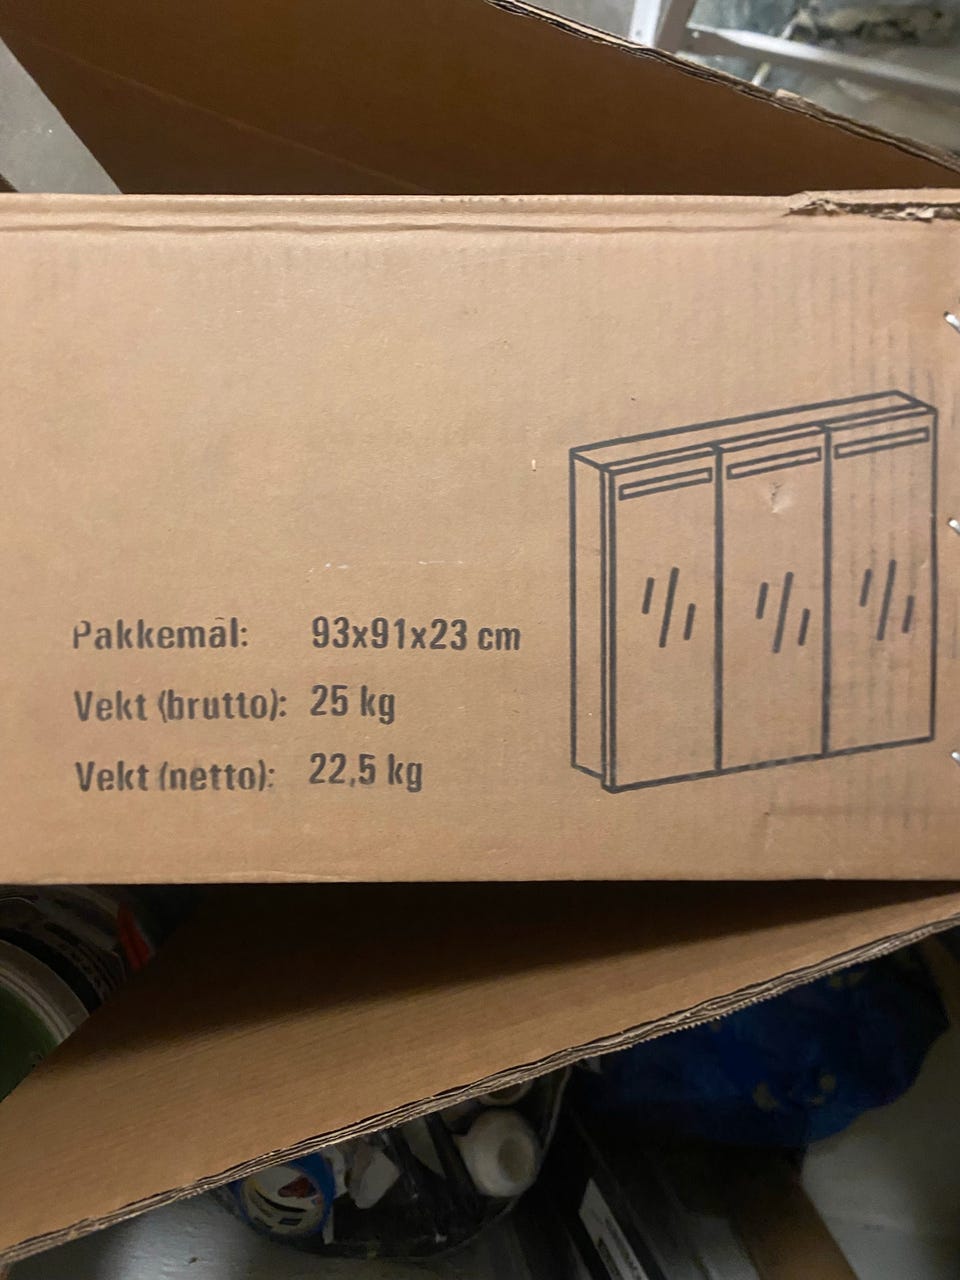 Pakkemål: 93x91x23 cm
Vekt (brutto): 25 kg
Vekt (netto): 22,5 kg